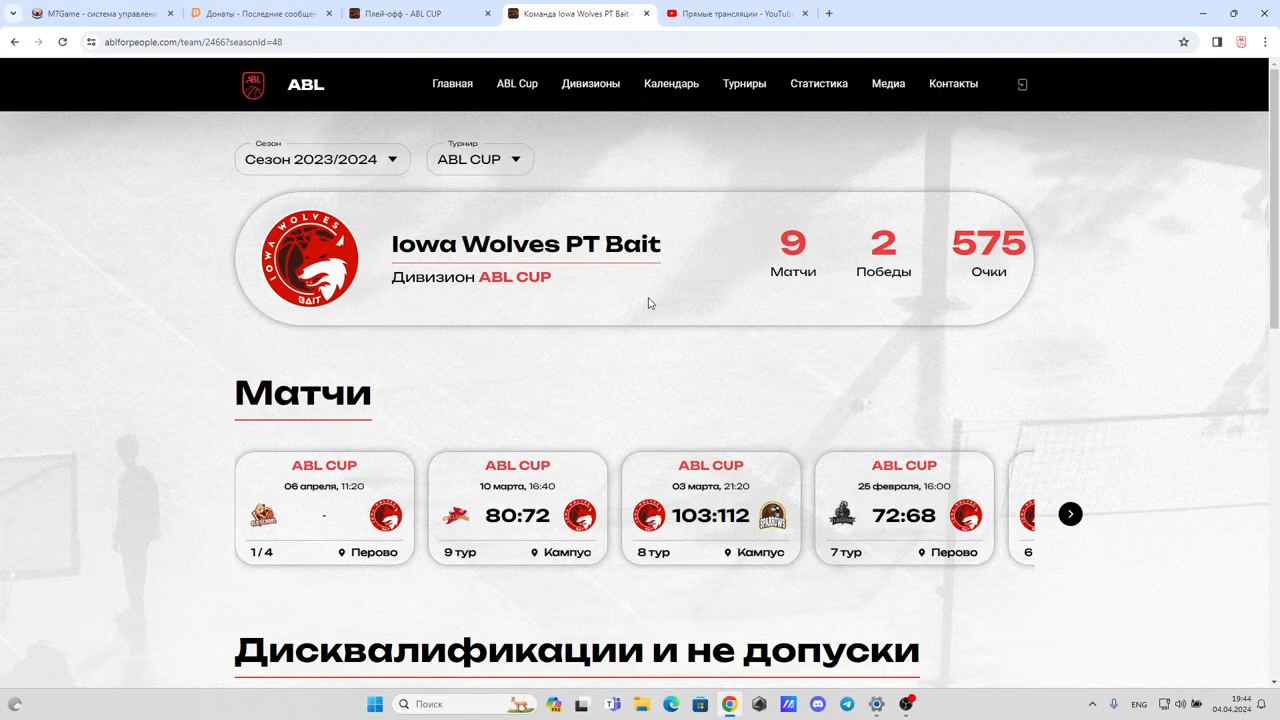 MTGame - система управлени
Донаты - Последние сообщен
Плей-офф - ABL CUP
Команда Iowa Wolves PT Bait -
Прямые трансляции - YouTub
ablforpeople.com/team/2466?seasonId=48
ABL
ABL
Главная
ABL Cup
Дивизионы
Календарь
Турниры
Статистика
Медиа
Контакты
Сезон
Сезон 2023/2024
Турнир
ABL CUP
IOWA WOLVES
BAIT
Iowa Wolves PT Bait
Дивизион ABL CUP
9
Матчи
2
Победы
575
Очки
Матчи
ABL CUP
06 апреля, 11:20
-
1 / 4
Перово
ABL CUP
10 марта, 16:40
80:72
9 тур
Кампус
ABL CUP
03 марта, 21:20
103:112
8 тур
Кампус
ABL CUP
25 февраля, 16:00
72:68
7 тур
Перово
6
Дисквалификации и не допуски
Поиск
ENG
19:44
04.04.2024